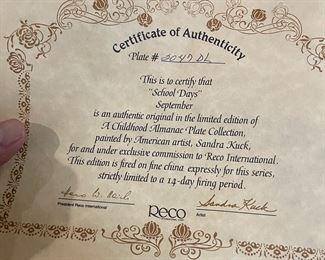 Certificate of Authenticity
Plate # 2047 DL
This is to certify that
"School Days"
September
is an authentic original in the limited edition of
A Childhood Almanac Plate Collection,
painted by American artist, Sandra Kuck,
for and under exclusive commission to Reco International.
This edition is fired on fine china expressly for this series,
strictly limited to a 14-day firing period.
Sandra Kuck
President Reco International
Reco
Artist